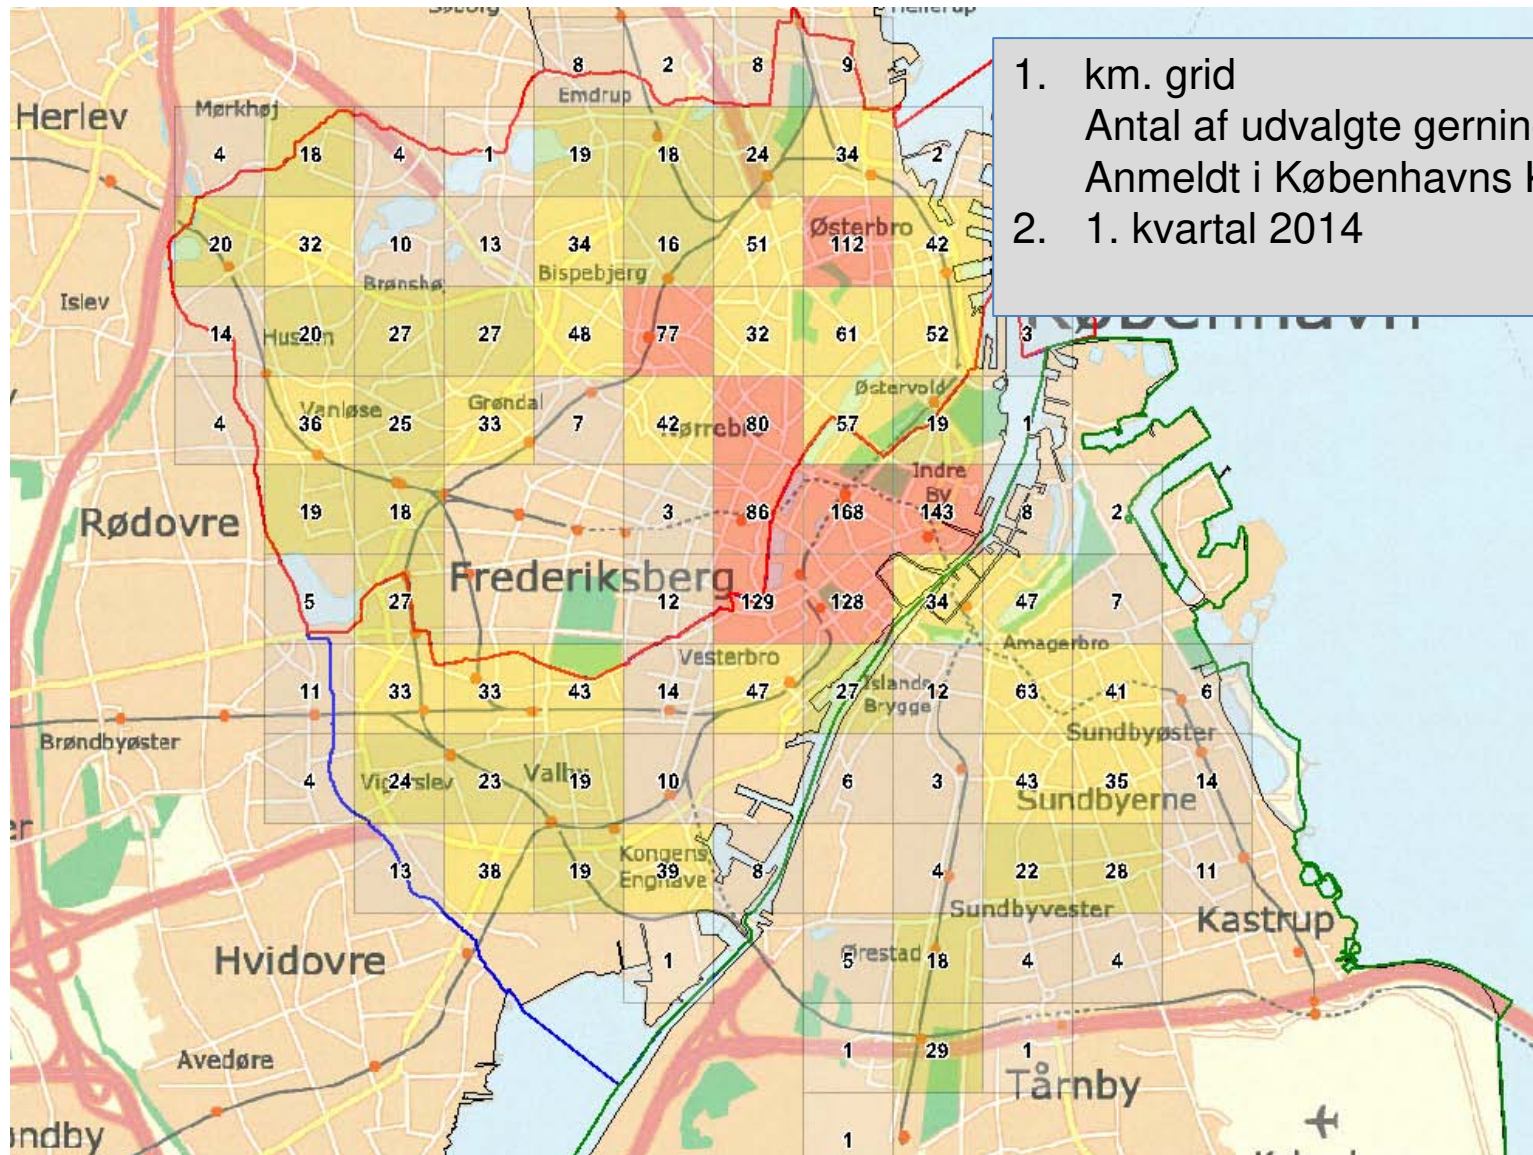 Herlev
Mørkhøj
Emdrup
8 2 8 9
1. km. grid
Antal af udvalgte
Anmeldt i Københavns
2. 1. kvartal 2014
4 18 4 1 19 18 24 34 2
Østerbro
20 32 10 13 34 16 51 112 42
Bispebjerg
Islev
14 20 27 27 48 77 32 61 52 3
Husum
København
Østervold
Vanløse
Grøndal
4 36 25 33 7 42 80 57 19 1
Nørrebro
Indre
By
Rødovre
19 18 3 86 168 143 8 2
Frederiksberg
5 27 12 129 128 34 47 7
Amagerbro
Vesterbro
11 33 33 43 14 47 27 12 63 41 6
Islands
Brygge
Brøndbyøster
Sundbyøster
4 24 23 19 10 6 3 43 35 14
Vigerslev
Valby
Sundbyerne
Kongens
Enghave
13 38 19 39 8 4 22 28 11
Sundbyvester
Kastrup
Hvidovre
1 5 18 4 4
Ørestad
Avedøre
1 29 1
Tårnby
1